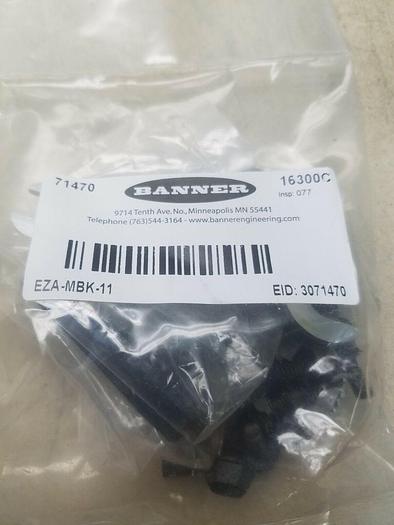 71470 BANNER 16300C
Insp: 077
9714 Tenth Ave. No., Minneapolis MN 55441
Telephone (763)544-3164 - www.bannerengineering.com
EZA-MBK-11 EID: 3071470